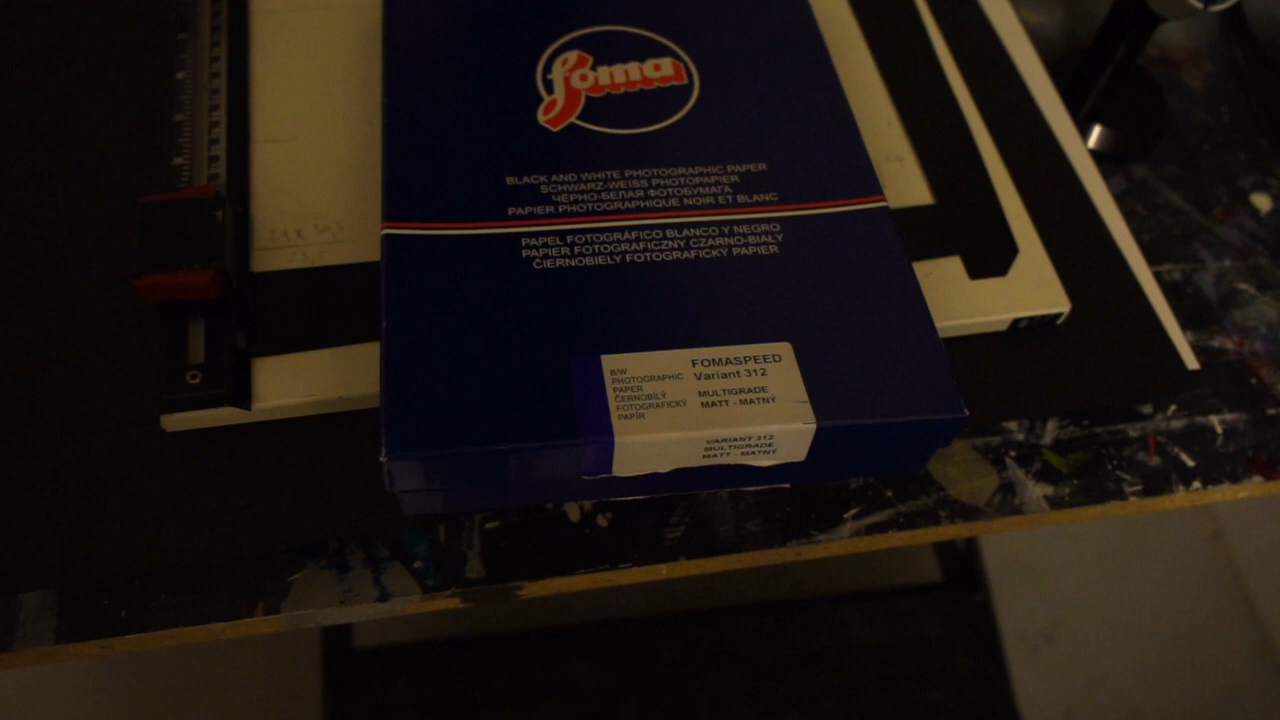 foma
BLACK AND WHITE PHOTOGRAPHIC PAPER
SCHWARZ-WEISS PHOTOPAPIER
ЧЕРНО-БЕЛАЯ ФОТОБУМАГА
PAPIER PHOTOGRAPHIQUE NOIR ET BLANC
PAPEL FOTOGRÁFICO BLANCO Y NEGRO
PAPIER FOTOGRAFICZNY CZARNO-BIAŁY
ČIERNOBIELY FOTOGRAFICKÝ PAPIER
B/W
PHOTOGRAPHIC
PAPER
ČERNOBÍLÝ
FOTOGRAFICKÝ
PAPÍR
FOMASPEED
Variant 312
MULTIGRADE
MATT - MATNÝ
VARIANT 312
MULTIGRADE
MATT - MATNÝ